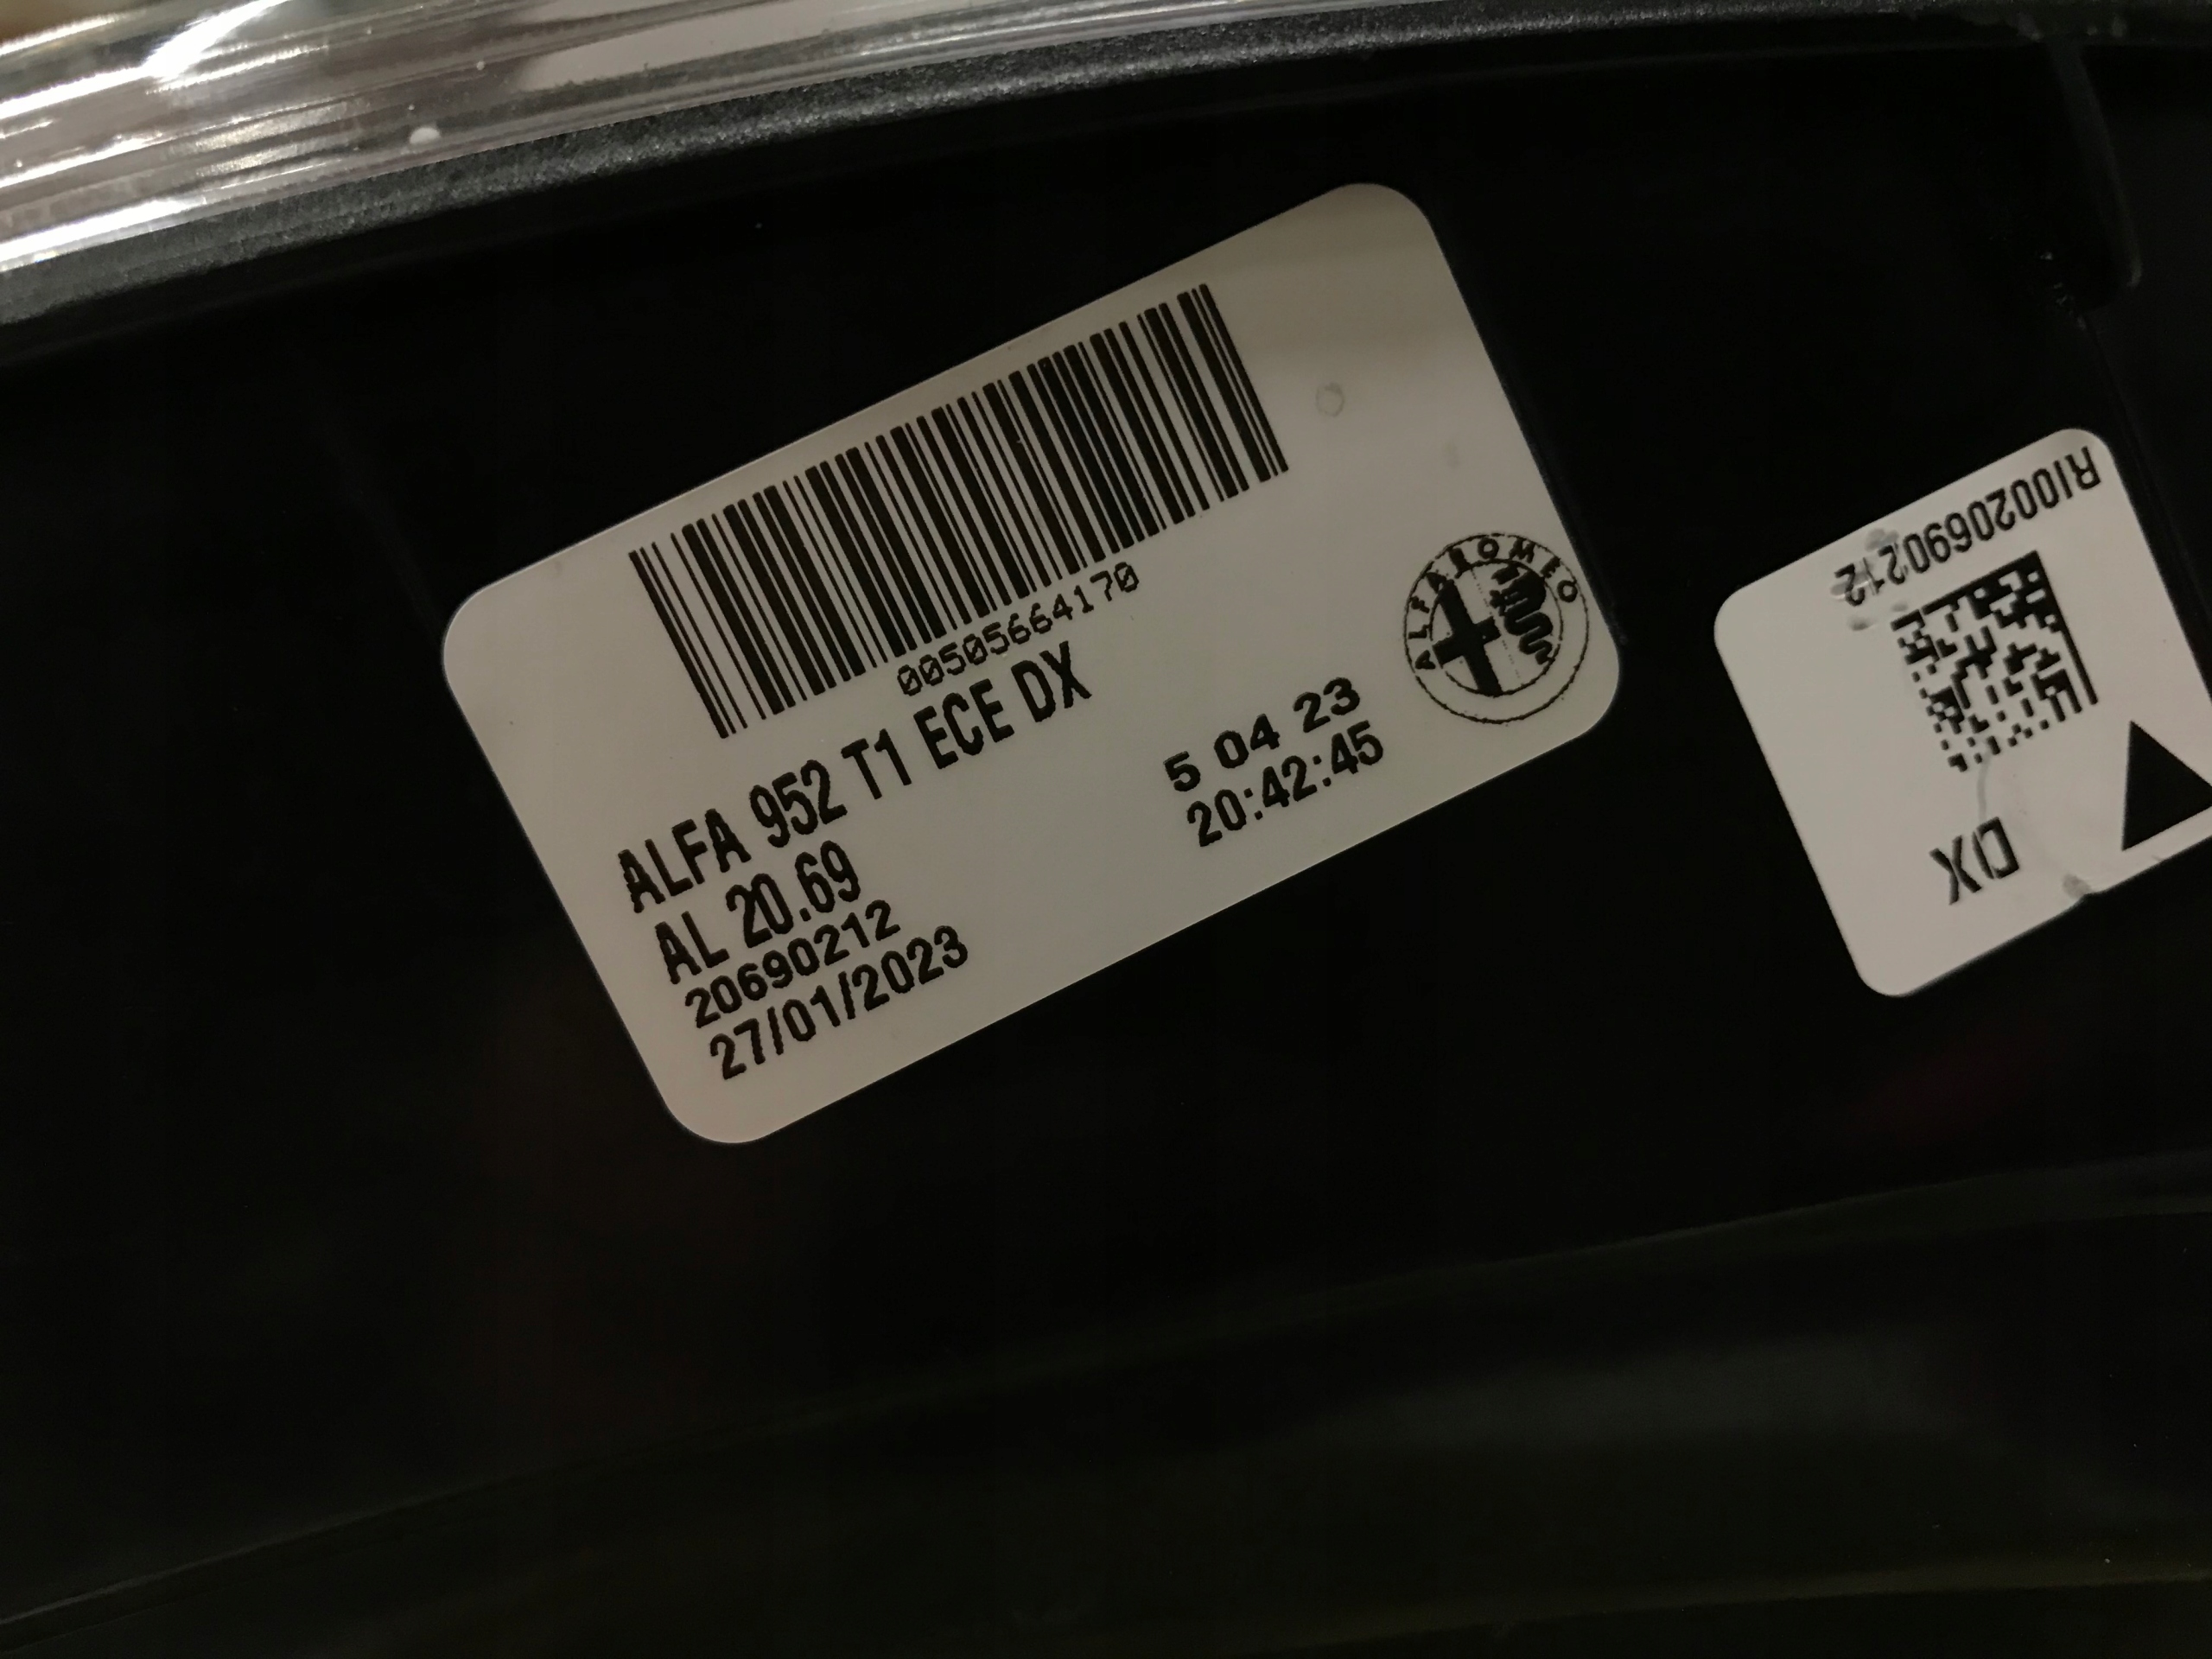 00505664170
ALFA 952 T1 ECE DX
AL 20.69
20690212
27/01/2023
5 04 23
20:42:45
ALFA ROMEO
RI0020690212
DX